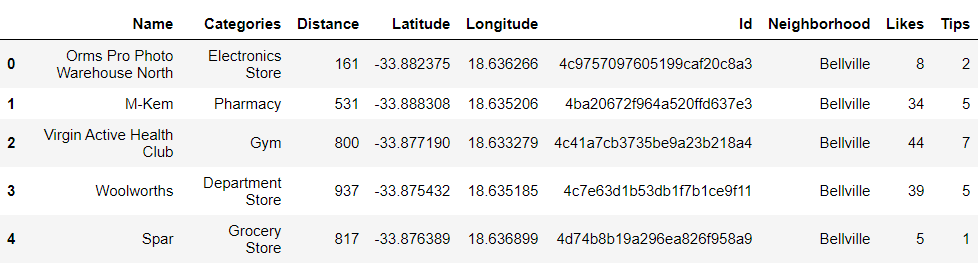 Name Categories Distance Latitude Longitude Id Neighborhood Likes Tips
0 Orms Pro Photo Warehouse North Electronics Store 161 -33.882375 18.636266 4c9757097605199caf20c8a3 Bellville 8 2
1 M-Kem Pharmacy 531 -33.888308 18.635206 4ba20672f964a520ffd637e3 Bellville 34 5
2 Virgin Active Health Club Gym 800 -33.877190 18.633279 4c41a7cb3735be9a23b218a4 Bellville 44 7
3 Woolworths Department Store 937 -33.875432 18.635185 4c7e63d1b53db1f7b1ce9f11 Bellville 39 5
4 Spar Grocery Store 817 -33.876389 18.636899 4d74b8b19a296ea826f958a9 Bellville 5 1